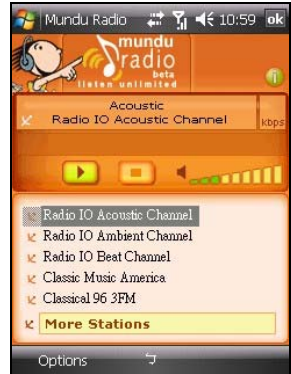 Mundu Radio 10:59 ok
mundu
radio
beta
listen unlimited
i
Acoustic
Radio IO Acoustic Channel kbps
Radio IO Acoustic Channel
Radio IO Ambient Channel
Radio IO Beat Channel
Classic Music America
Classical 96 3FM
More Stations
Options